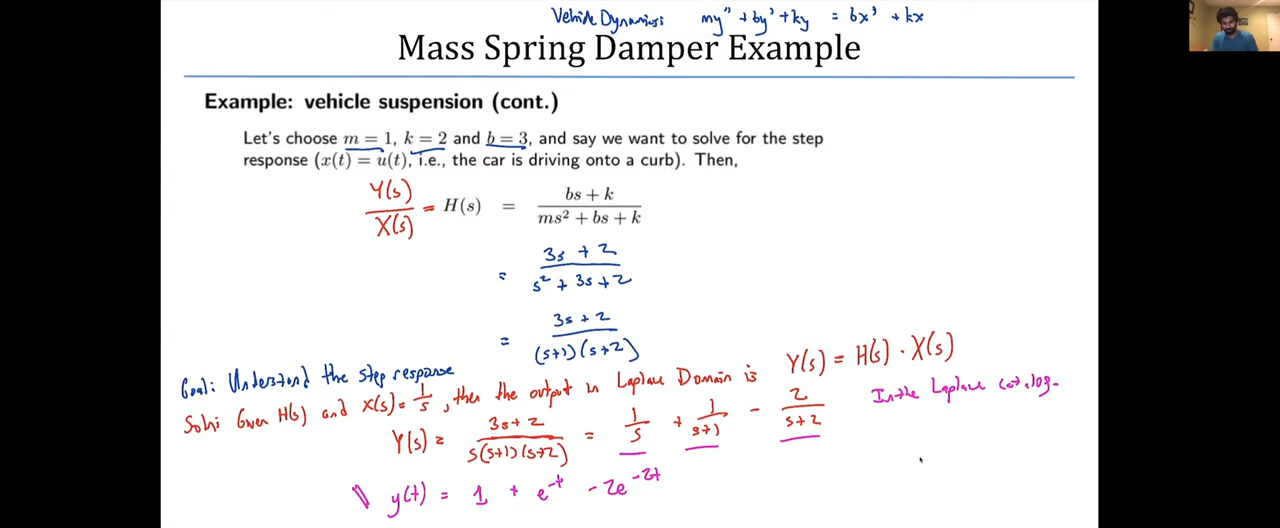 Vehicle Dynamics: my'' + by' + ky = bx' + kx
Mass Spring Damper Example
Example: vehicle suspension (cont.)
Let's choose m = 1, k = 2 and b = 3, and say we want to solve for the step
response (x(t) = u(t), i.e., the car is driving onto a curb). Then,
Y(s)/X(s) = H(s) = (bs + k)/(ms² + bs + k)
= (3s + 2)/(s² + 3s + 2)
= (3s + 2)/((s+1)(s+2))
Goal: Understand the step response
Y(s) = H(s) · X(s)
Soln: Given H(s) and X(s) = 1/s, then the output in Laplace Domain is
In the Laplace catalog.
Y(s) = (3s + 2)/(s(s+1)(s+2)) = 1/s + 1/(s+1) - 2/(s+2)
y(t) = 1 + e^-t - 2e^-2t